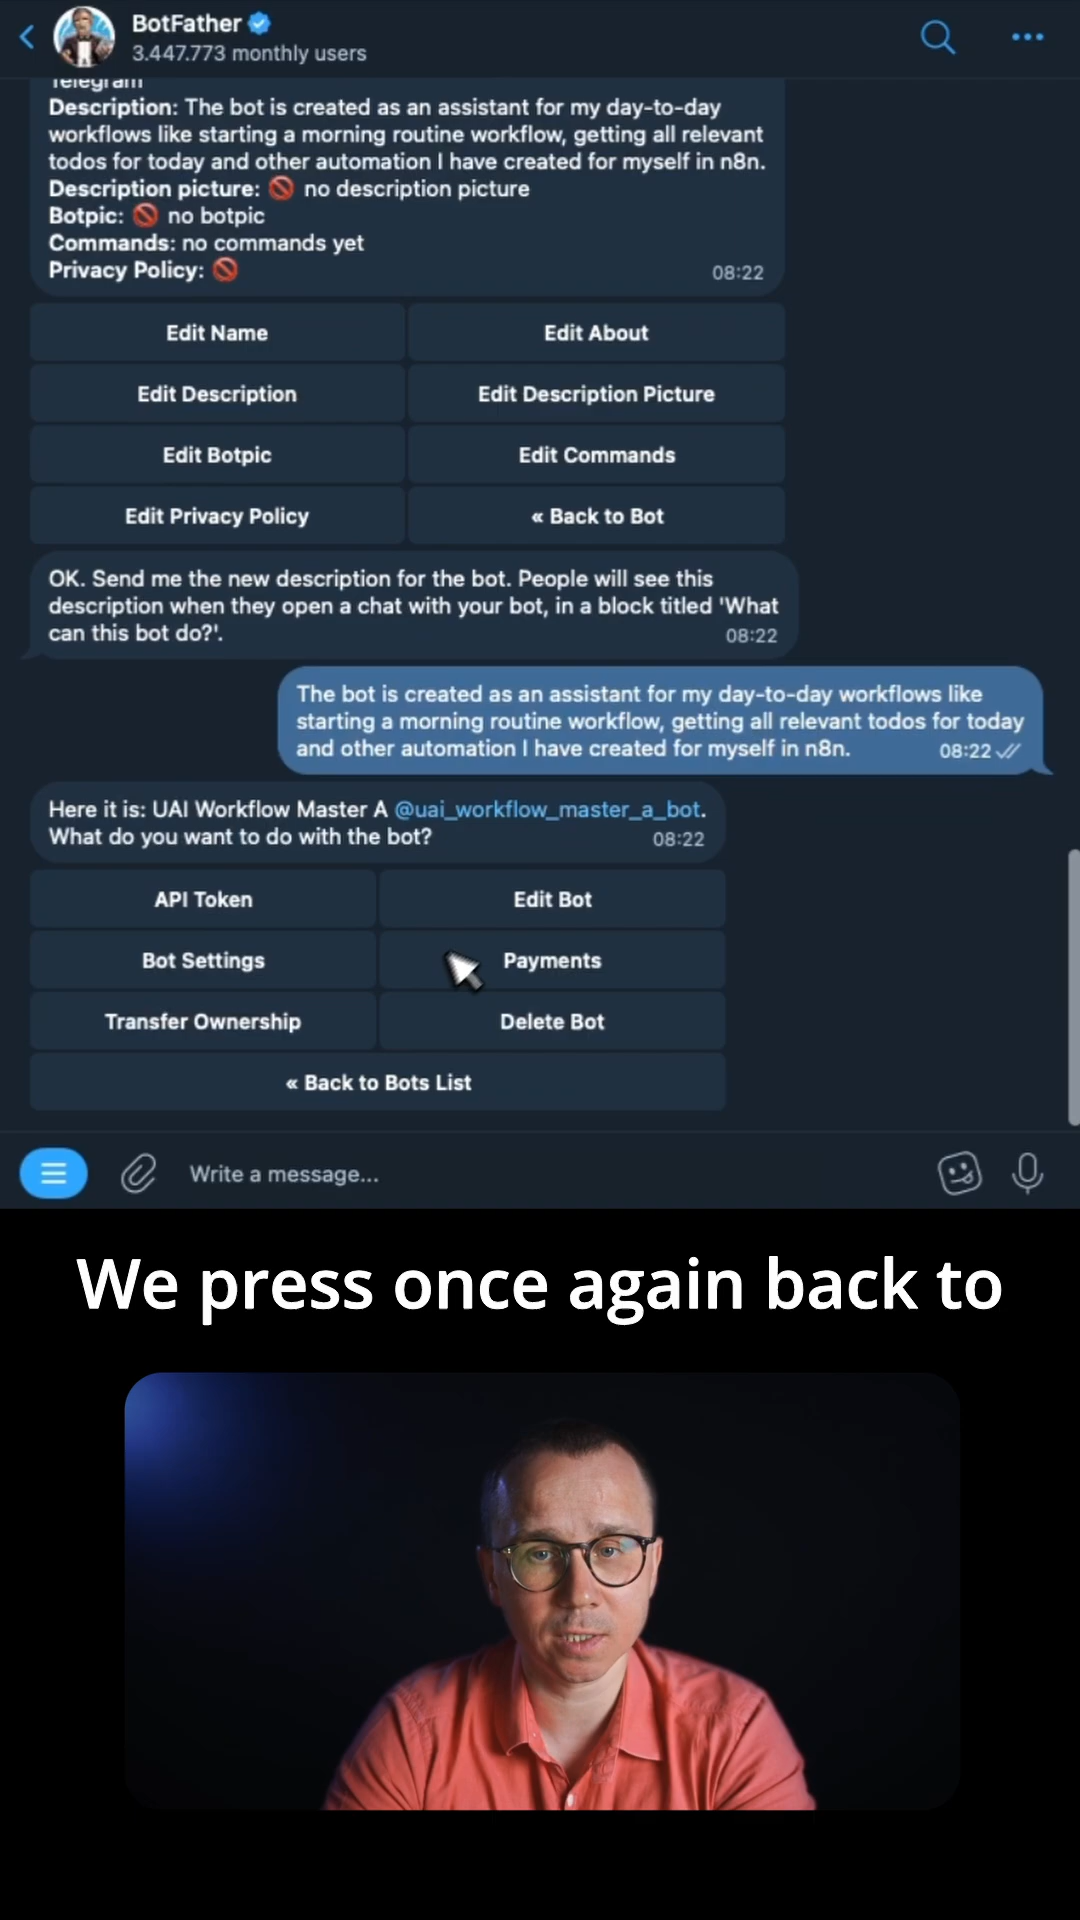 BotFather
3.447.773 monthly users
Telegram
Description: The bot is created as an assistant for my day-to-day
workflows like starting a morning routine workflow, getting all relevant
todos for today and other automation I have created for myself in n8n.
Description picture: 🚫 no description picture
Botpic: 🚫 no botpic
Commands: no commands yet
Privacy Policy: 🚫
08:22
Edit Name
Edit About
Edit Description
Edit Description Picture
Edit Botpic
Edit Commands
Edit Privacy Policy
« Back to Bot
OK. Send me the new description for the bot. People will see this
description when they open a chat with your bot, in a block titled 'What
can this bot do?'.
08:22
The bot is created as an assistant for my day-to-day workflows like
starting a morning routine workflow, getting all relevant todos for today
and other automation I have created for myself in n8n.
08:22
Here it is: UAI Workflow Master A @uai_workflow_master_a_bot.
What do you want to do with the bot?
08:22
API Token
Edit Bot
Bot Settings
Payments
Transfer Ownership
Delete Bot
« Back to Bots List
Write a message...
We press once again back to